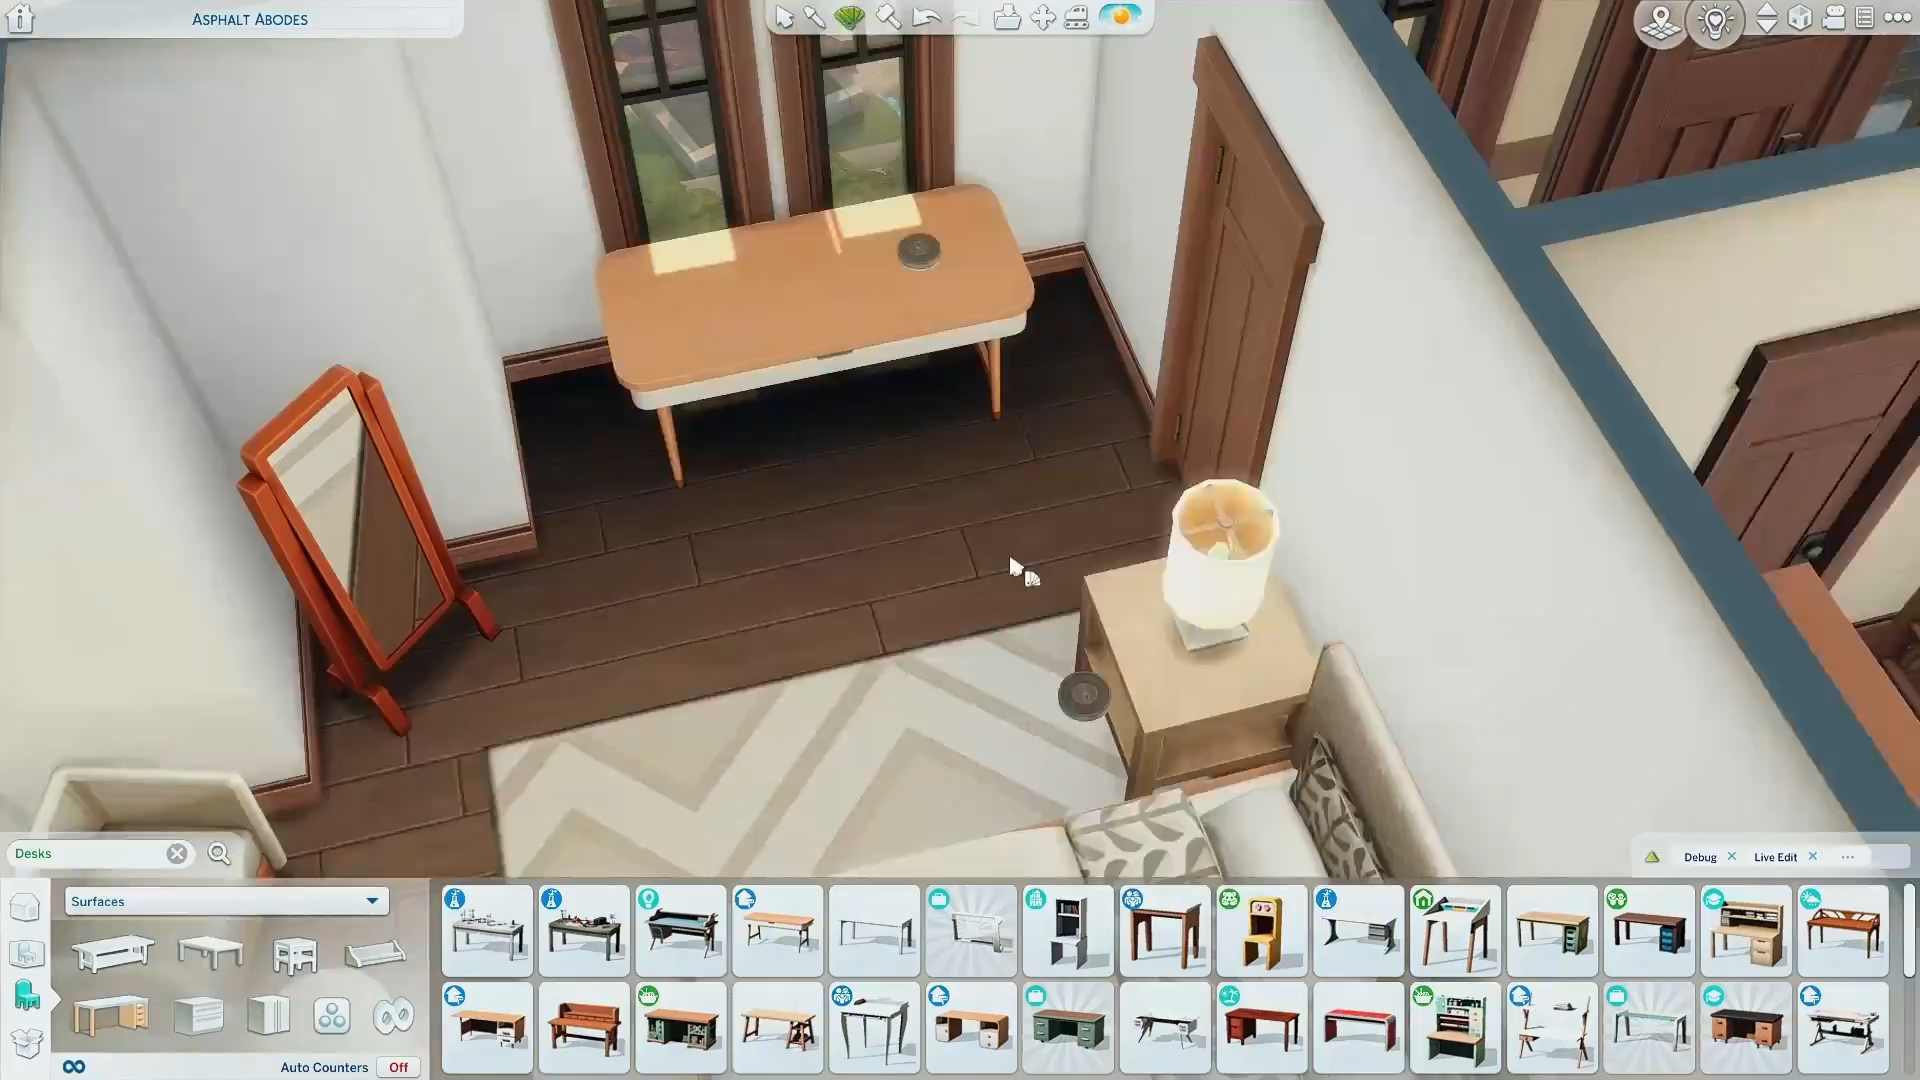 ASPHALT ABODES
Desks
Debug
Live Edit
Surfaces
Auto Counters
Off